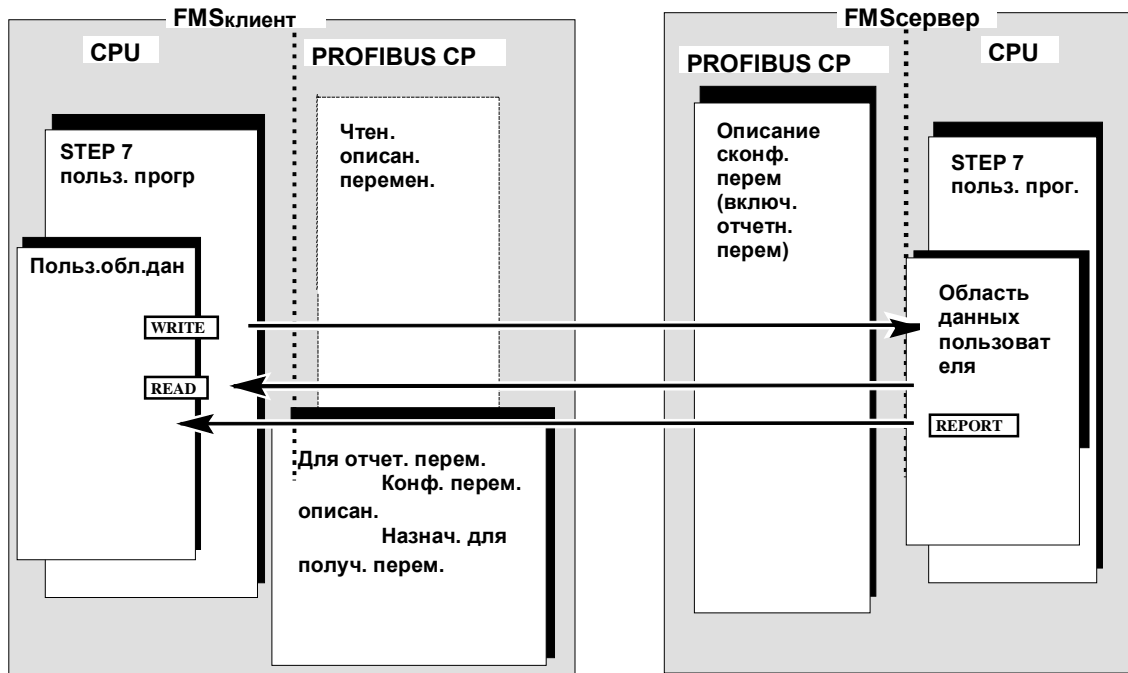 FMSклиент
CPU
PROFIBUS CP
STEP 7
польз. прогр
Польз.обл.дан
WRITE
READ
Чтен.
описан.
перемен.
Для отчет. перем.
Конф. перем.
описан.
Назнач. для
получ. перем.
FMSсервер
PROFIBUS CP
CPU
Описание
сконф.
перем
(включ.
отчетн.
перем)
STEP 7
польз. прог.
Область
данных
пользоват
еля
REPORT